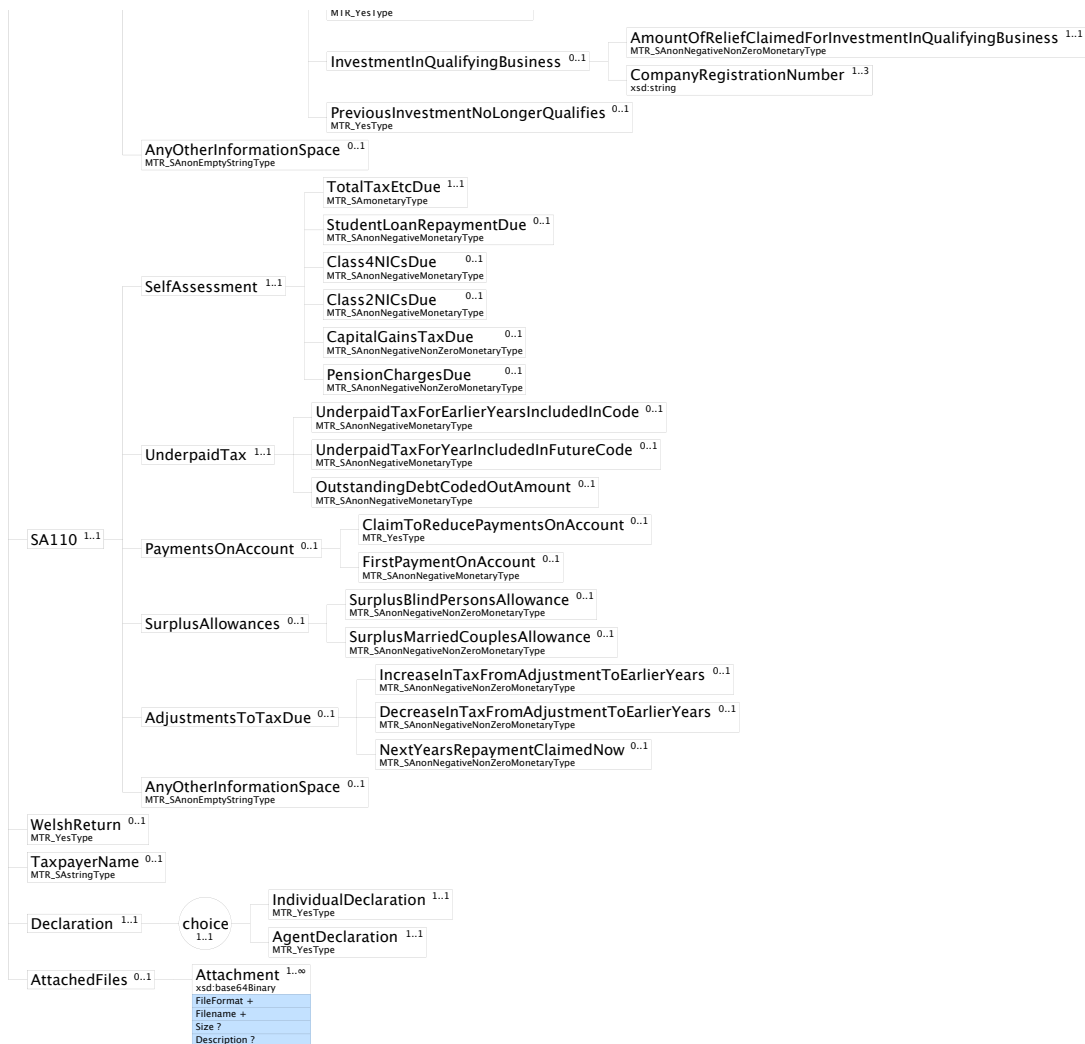 MTR_YesType
InvestmentInQualifyingBusiness 0..1
AmountOfReliefClaimedForInvestmentInQualifyingBusiness 1..1
MTR_SAnonNegativeNonZeroMonetaryType
CompanyRegistrationNumber 1..3
xsd:string
PreviousInvestmentNoLongerQualifies 0..1
MTR_YesType
AnyOtherInformationSpace 0..1
MTR_SAnonEmptyStringType
SA110 1..1
SelfAssessment 1..1
TotalTaxEtcDue 1..1
MTR_SAmonetaryType
StudentLoanRepaymentDue 0..1
MTR_SAnonNegativeMonetaryType
Class4NICsDue 0..1
MTR_SAnonNegativeMonetaryType
Class2NICsDue 0..1
MTR_SAnonNegativeMonetaryType
CapitalGainsTaxDue 0..1
MTR_SAnonNegativeNonZeroMonetaryType
PensionChargesDue 0..1
MTR_SAnonNegativeNonZeroMonetaryType
UnderpaidTax 1..1
UnderpaidTaxForEarlierYearsIncludedInCode 0..1
MTR_SAnonNegativeMonetaryType
UnderpaidTaxForYearIncludedInFutureCode 0..1
MTR_SAnonNegativeMonetaryType
OutstandingDebtCodedOutAmount 0..1
MTR_SAnonNegativeMonetaryType
PaymentsOnAccount 0..1
ClaimToReducePaymentsOnAccount 0..1
MTR_YesType
FirstPaymentOnAccount 0..1
MTR_SAnonNegativeMonetaryType
SurplusAllowances 0..1
SurplusBlindPersonsAllowance 0..1
MTR_SAnonNegativeNonZeroMonetaryType
SurplusMarriedCouplesAllowance 0..1
MTR_SAnonNegativeNonZeroMonetaryType
AdjustmentsToTaxDue 0..1
IncreaseInTaxFromAdjustmentToEarlierYears 0..1
MTR_SAnonNegativeNonZeroMonetaryType
DecreaseInTaxFromAdjustmentToEarlierYears 0..1
MTR_SAnonNegativeNonZeroMonetaryType
NextYearsRepaymentClaimedNow 0..1
MTR_SAnonNegativeNonZeroMonetaryType
AnyOtherInformationSpace 0..1
MTR_SAnonEmptyStringType
WelshReturn 0..1
MTR_YesType
TaxpayerName 0..1
MTR_SAstringType
Declaration 1..1
choice
1..1
IndividualDeclaration 1..1
MTR_YesType
AgentDeclaration 1..1
MTR_YesType
AttachedFiles 0..1
Attachment 1..∞
xsd:base64Binary
FileFormat +
Filename +
Size ?
Description ?